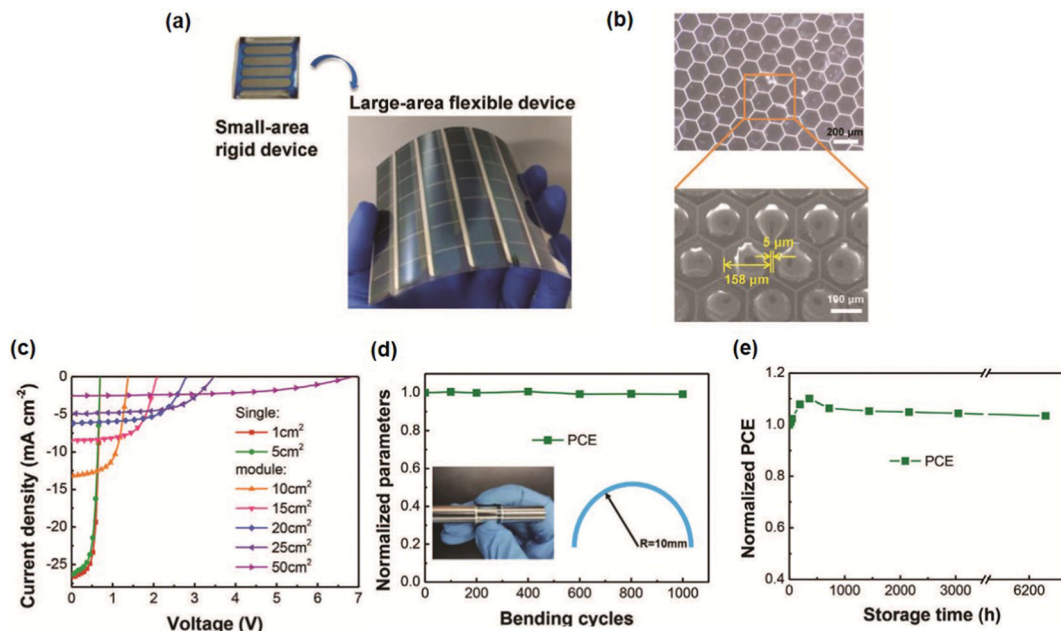 (a)
Small-area
rigid device
Large-area flexible device
(b)
200 µm
5 µm
158 µm
100 µm
(c)
Current density (mA cm⁻²)
0
-5
-10
-15
-20
-25
0 1 2 3 4 5 6 7
Voltage (V)
Single:
1cm²
5cm²
module:
10cm²
15cm²
20cm²
25cm²
50cm²
(d)
Normalized parameters
1.0
0.8
0.6
0.4
0.2
0.0
PCE
R=10mm
0 200 400 600 800 1000
Bending cycles
(e)
Normalized PCE
1.2
1.0
0.8
0.6
0.4
PCE
0 1000 2000 3000 6200
Storage time (h)